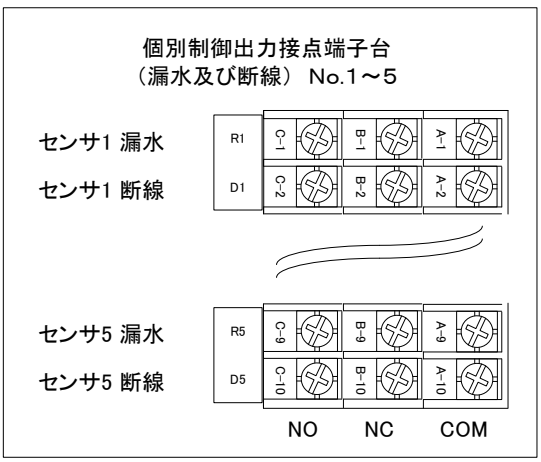 個別制御出力接点端子台
（漏水及び断線） No.1～5
センサ1 漏水 R1 C-1 B-1 A-1
センサ1 断線 D1 C-2 B-2 A-2
センサ5 漏水 R5 C-9 B-9 A-9
センサ5 断線 D5 C-10 B-10 A-10
NO NC COM